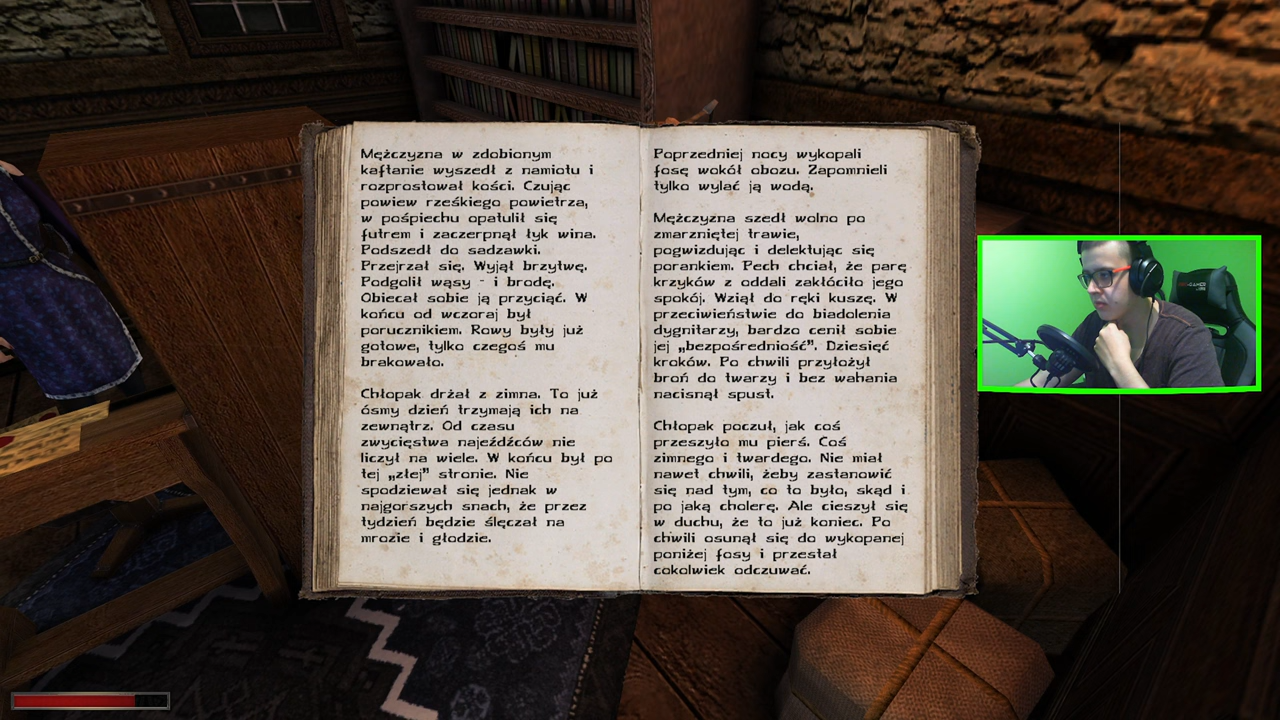 Mężczyzna w zdobionym
kaftanie wyszedł z namiotu i
rozprostował kości. Czując
powiew rześkiego powietrza,
w pośpiechu opatulił się
futrem i zaczerpnął łyk wina.
Podszedł do sadzawki.
Przejrzał się. Wyjął brzytwę.
Podgolił wąsy - i brodę.
Obiecał sobie ją przyciąć. W
końcu od wczoraj był
porucznikiem. Rowy były już
gotowe, tylko czegoś mu
brakowało.
Chłopak drżał z zimna. To już
ósmy dzień trzymają ich na
zewnątrz. Od czasu
zwycięstwa najeźdźców nie
liczył na wiele. W końcu był po
tej „złej” stronie. Nie
spodziewał się jednak w
najgorszych snach, że przez
tydzień będzie ślęczał na
mrozie i głodzie.
Poprzedniej nocy wykopali
fosę wokół obozu. Zapomnieli
tylko wylać ją wodą.
Mężczyzna szedł wolno po
zmarzniętej trawie,
pogwizdując i delektując się
porankiem. Pech chciał, że parę
krzyków z oddali zakłóciło jego
spokój. Wziął do ręki kuszę. W
przeciwieństwie do biadolenia
dygnitarzy, bardzo cenił sobie
jej „bezpośredniość”. Dziesięć
kroków. Po chwili przyłożył
broń do twarzy i bez wahania
nacisnął spust.
Chłopak poczuł, jak coś
przeszyło mu pierś. Coś
zimnego i twardego. Nie miał
nawet chwili, żeby zastanowić
się nad tym, co to było, skąd i
po jaką cholerę. Ale cieszył się
w duchu, że to już koniec. Po
chwili osunął się do wykopanej
poniżej fosy i przestał
cokolwiek odczuwać.